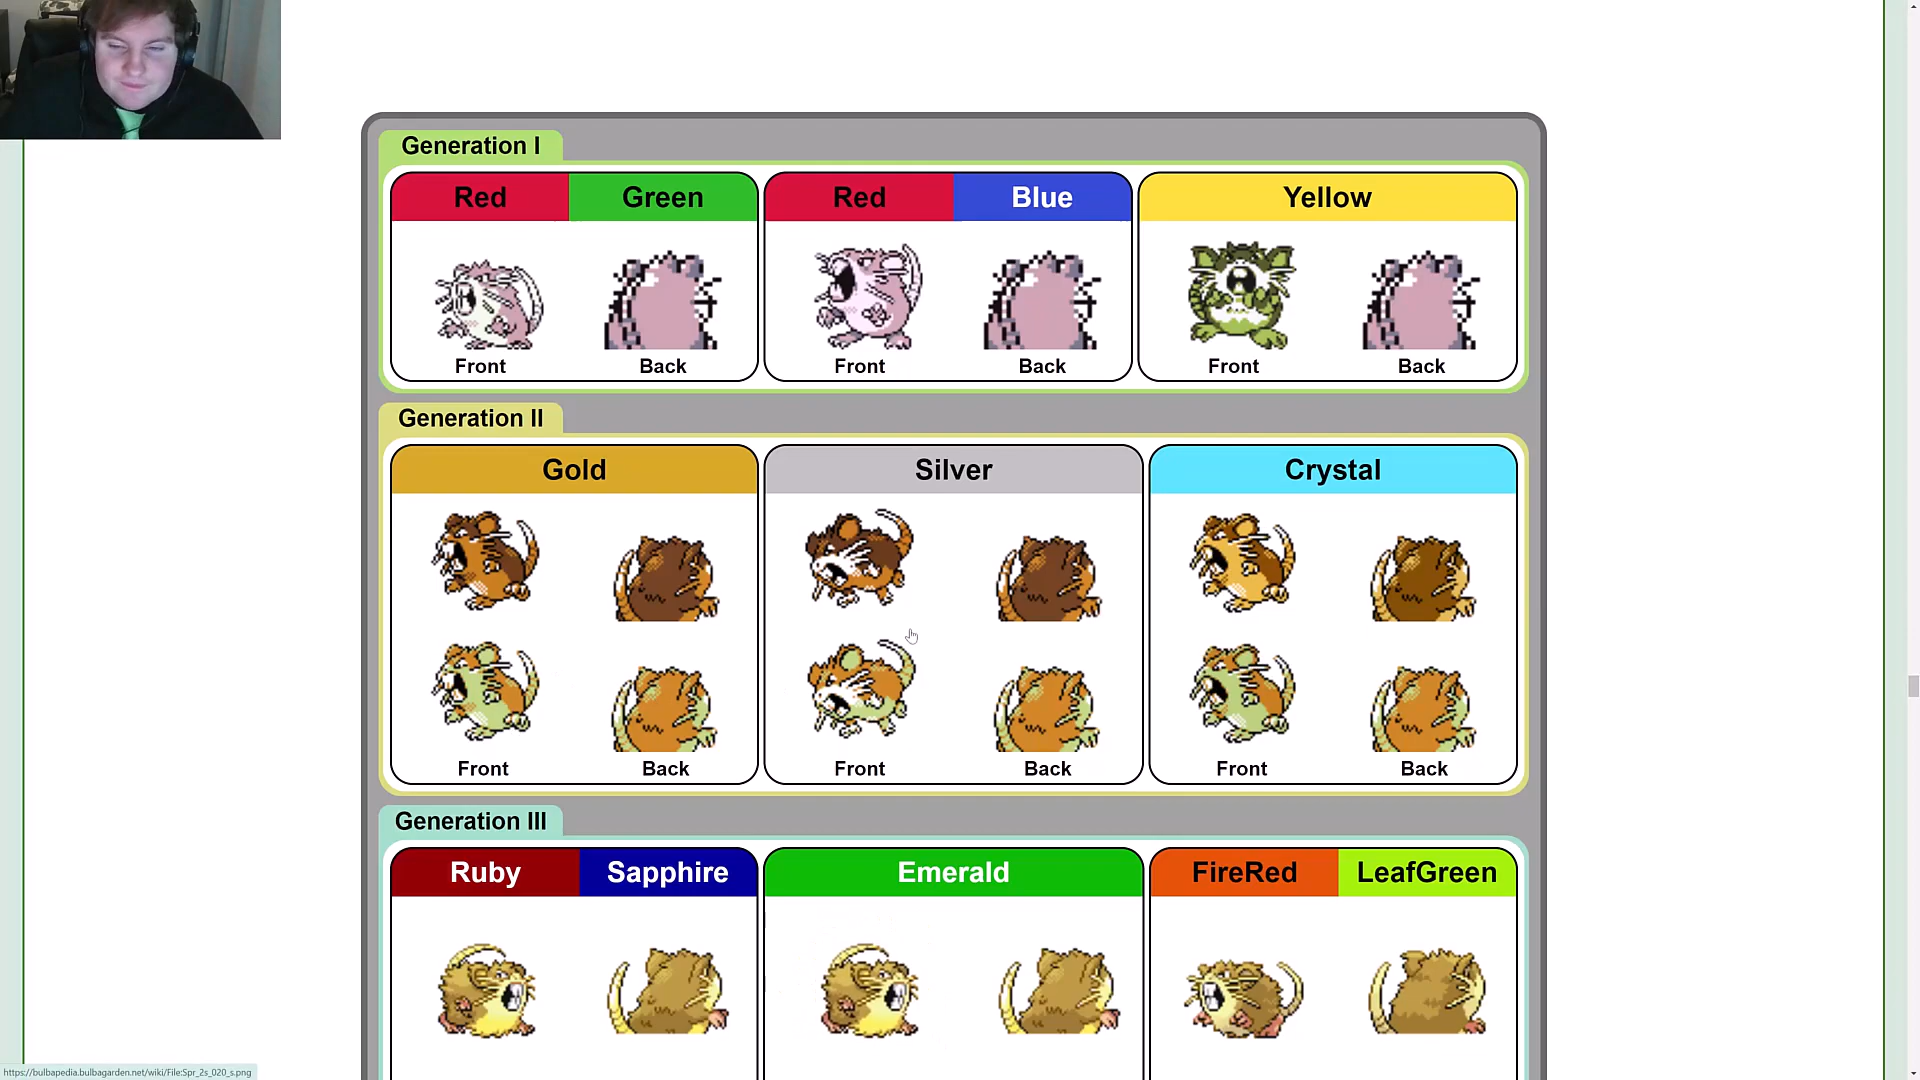 Generation I
Red Green Red Blue Yellow
Front Back Front Back Front Back
Generation II
Gold Silver Crystal
Front Back Front Back Front Back
Generation III
Ruby Sapphire Emerald FireRed LeafGreen
https://bulbapedia.bulbagarden.net/wiki/File:Spr_2s_020_s.png